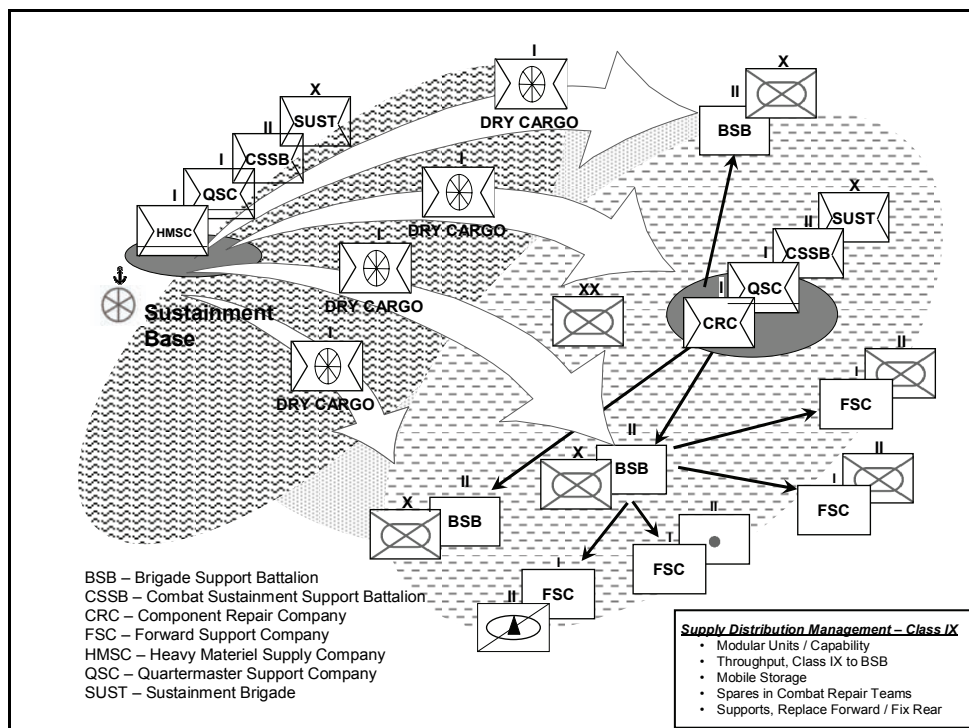 I
DRY CARGO
X
II
BSB
X
SUST
II
CSSB
I
QSC
I
HMSC
I
DRY CARGO
I
DRY CARGO
I
DRY CARGO
Sustainment
Base
XX
X
SUST
II
CSSB
I
QSC
I
CRC
II
I
FSC
II
I
FSC
II
X
BSB
X
II
BSB
II
I
FSC
I
II
FSC
BSB – Brigade Support Battalion
CSSB – Combat Sustainment Support Battalion
CRC – Component Repair Company
FSC – Forward Support Company
HMSC – Heavy Materiel Supply Company
QSC – Quartermaster Support Company
SUST – Sustainment Brigade
Supply Distribution Management – Class IX
• Modular Units / Capability
• Throughput, Class IX to BSB
• Mobile Storage
• Spares in Combat Repair Teams
• Supports, Replace Forward / Fix Rear